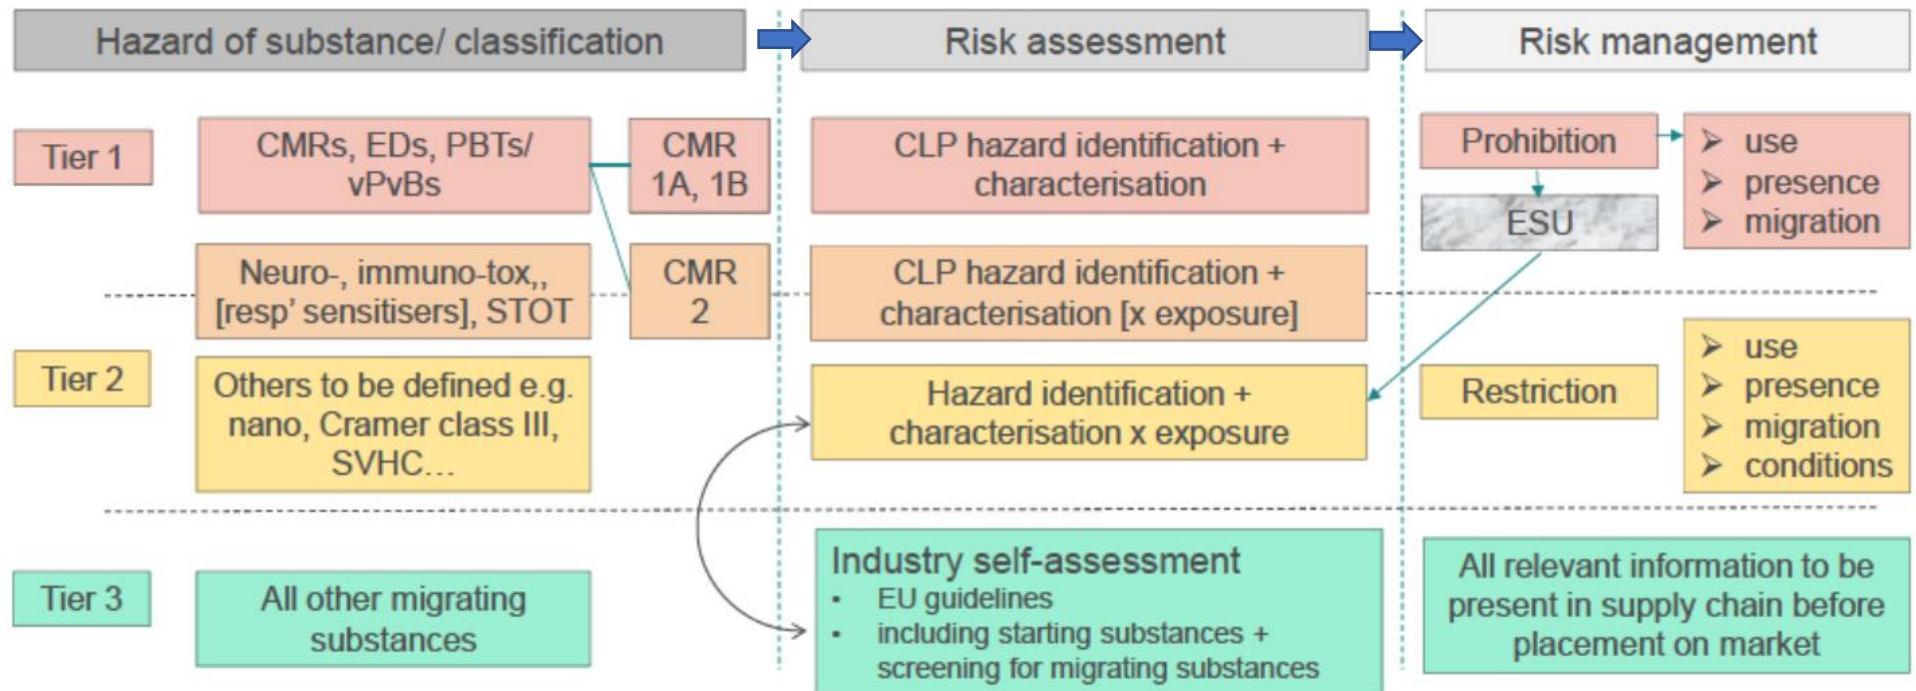 Hazard of substance/ classification
Risk assessment
Risk management
Tier 1
CMRs, EDs, PBTs/
vPvBs
CMR
1A, 1B
CLP hazard identification +
characterisation
Prohibition
➢ use
➢ presence
➢ migration
ESU
Neuro-, immuno-tox,,
[resp' sensitisers], STOT
CMR
2
CLP hazard identification +
characterisation [x exposure]
Tier 2
Others to be defined e.g.
nano, Cramer class III,
SVHC…
Hazard identification +
characterisation x exposure
Restriction
➢ use
➢ presence
➢ migration
➢ conditions
Tier 3
All other migrating
substances
Industry self-assessment
• EU guidelines
• including starting substances +
screening for migrating substances
All relevant information to be
present in supply chain before
placement on market